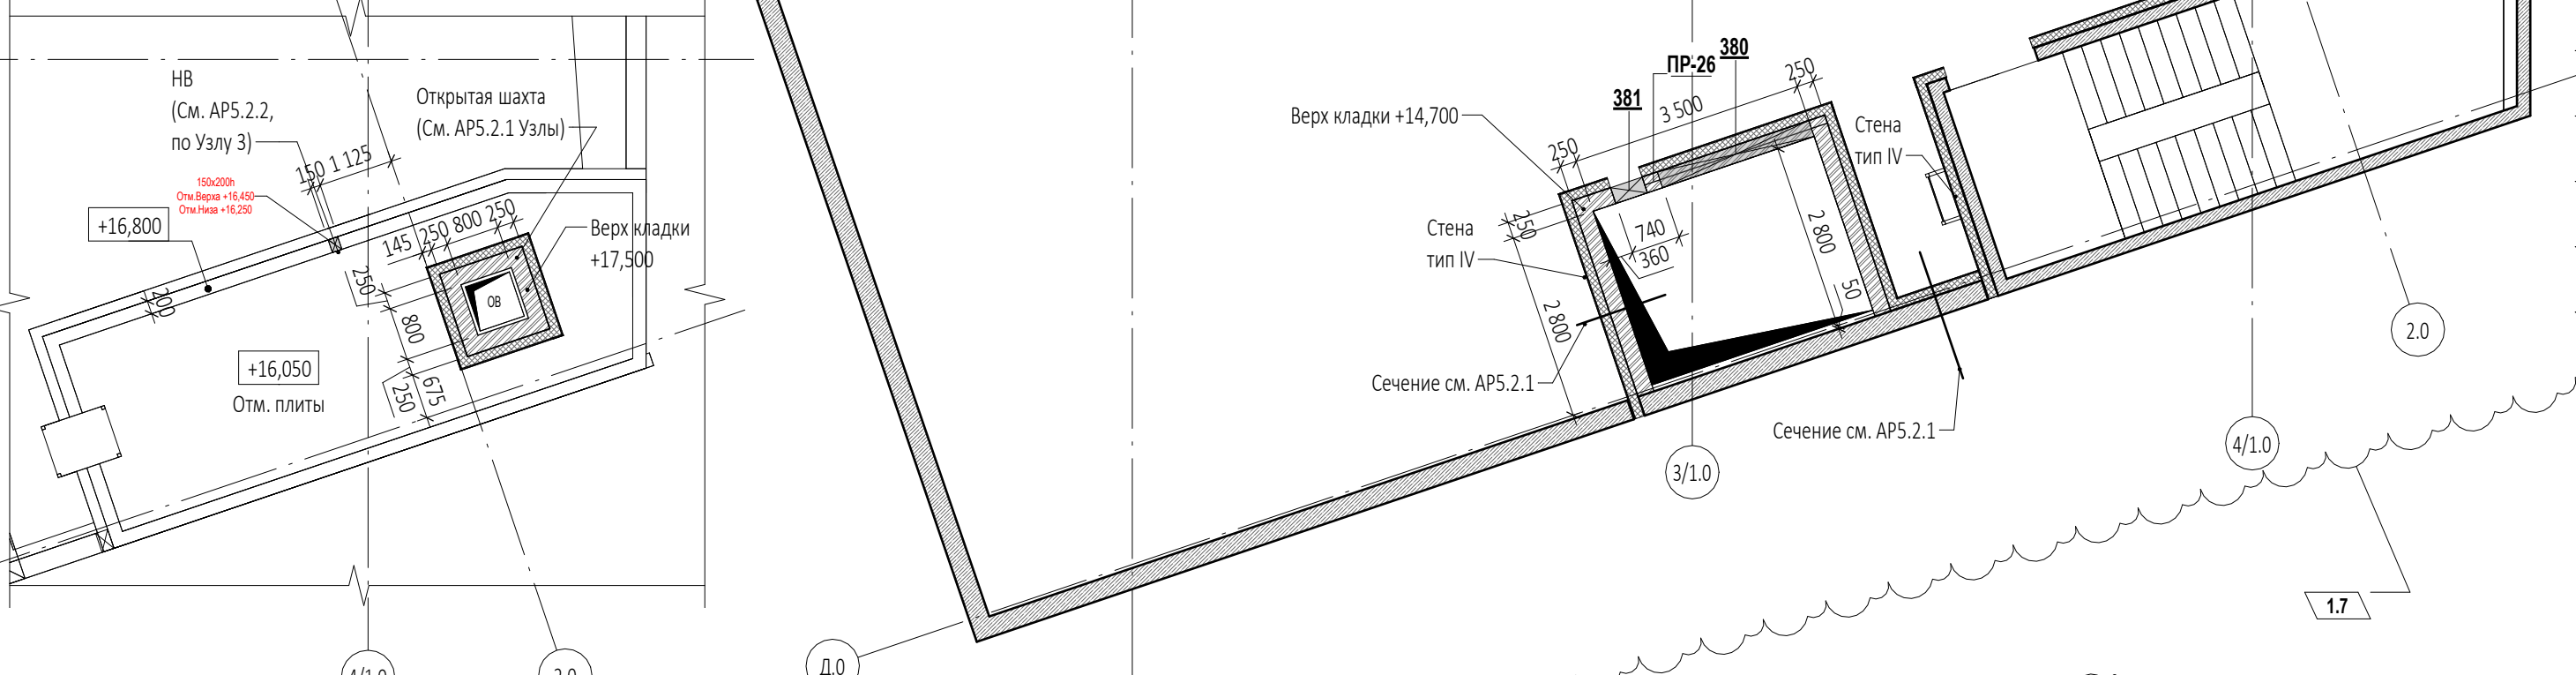 НВ
(См. АР5.2.2,
по Узлу 3)
150 1 125
150x200h
Отм.Верха +16,450
Отм.Низа +16,250
+16,800
Открытая шахта
(См. АР5.2.1 Узлы)
145 250 800 250
Верх кладки
+17,500
ОВ
200
250
800
675
250
+16,050
Отм. плиты
2.0
Верх кладки +14,700
381
ПР-26
380
250
3 500
250
Стена
тип IV
250
2 800
Стена
тип IV
740
360
2 800
50
Сечение см. АР5.2.1
Сечение см. АР5.2.1
3/1.0
4/1.0
2.0
1.7
Д.0